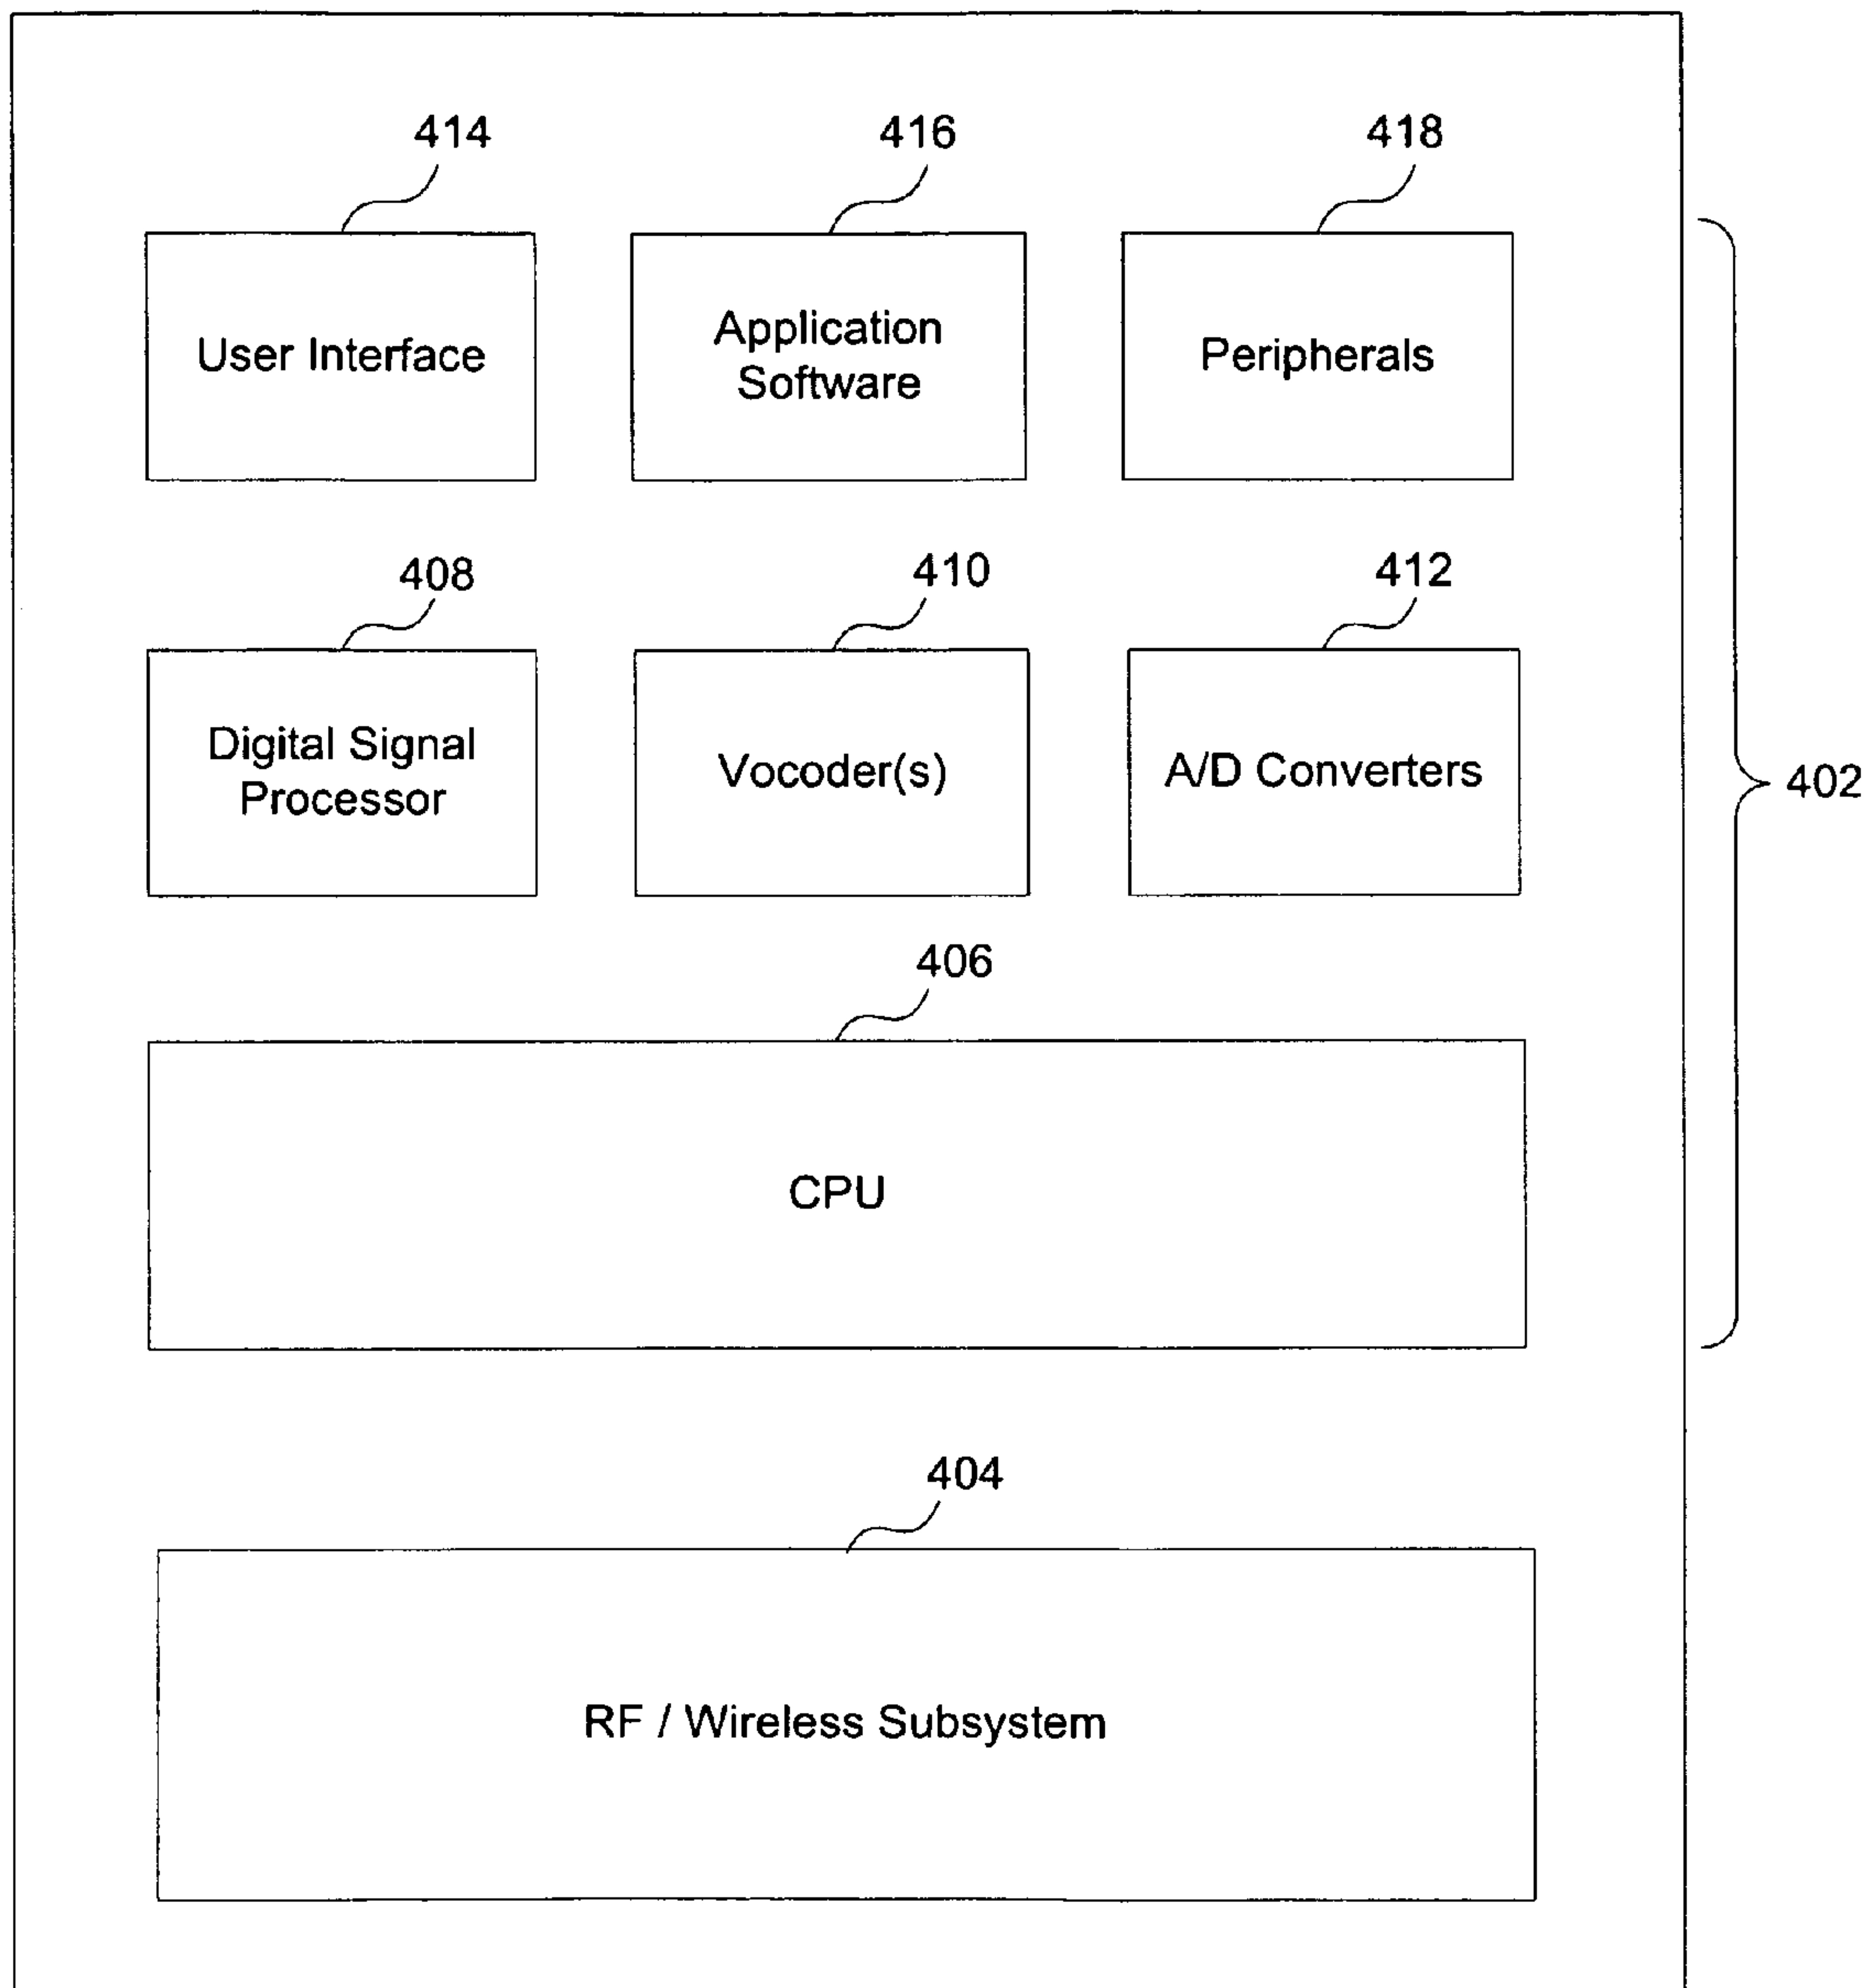 414
416
418
User Interface
Application
Software
Peripherals
408
410
412
Digital Signal
Processor
Vocoder(s)
A/D Converters
402
406
CPU
404
RF / Wireless Subsystem